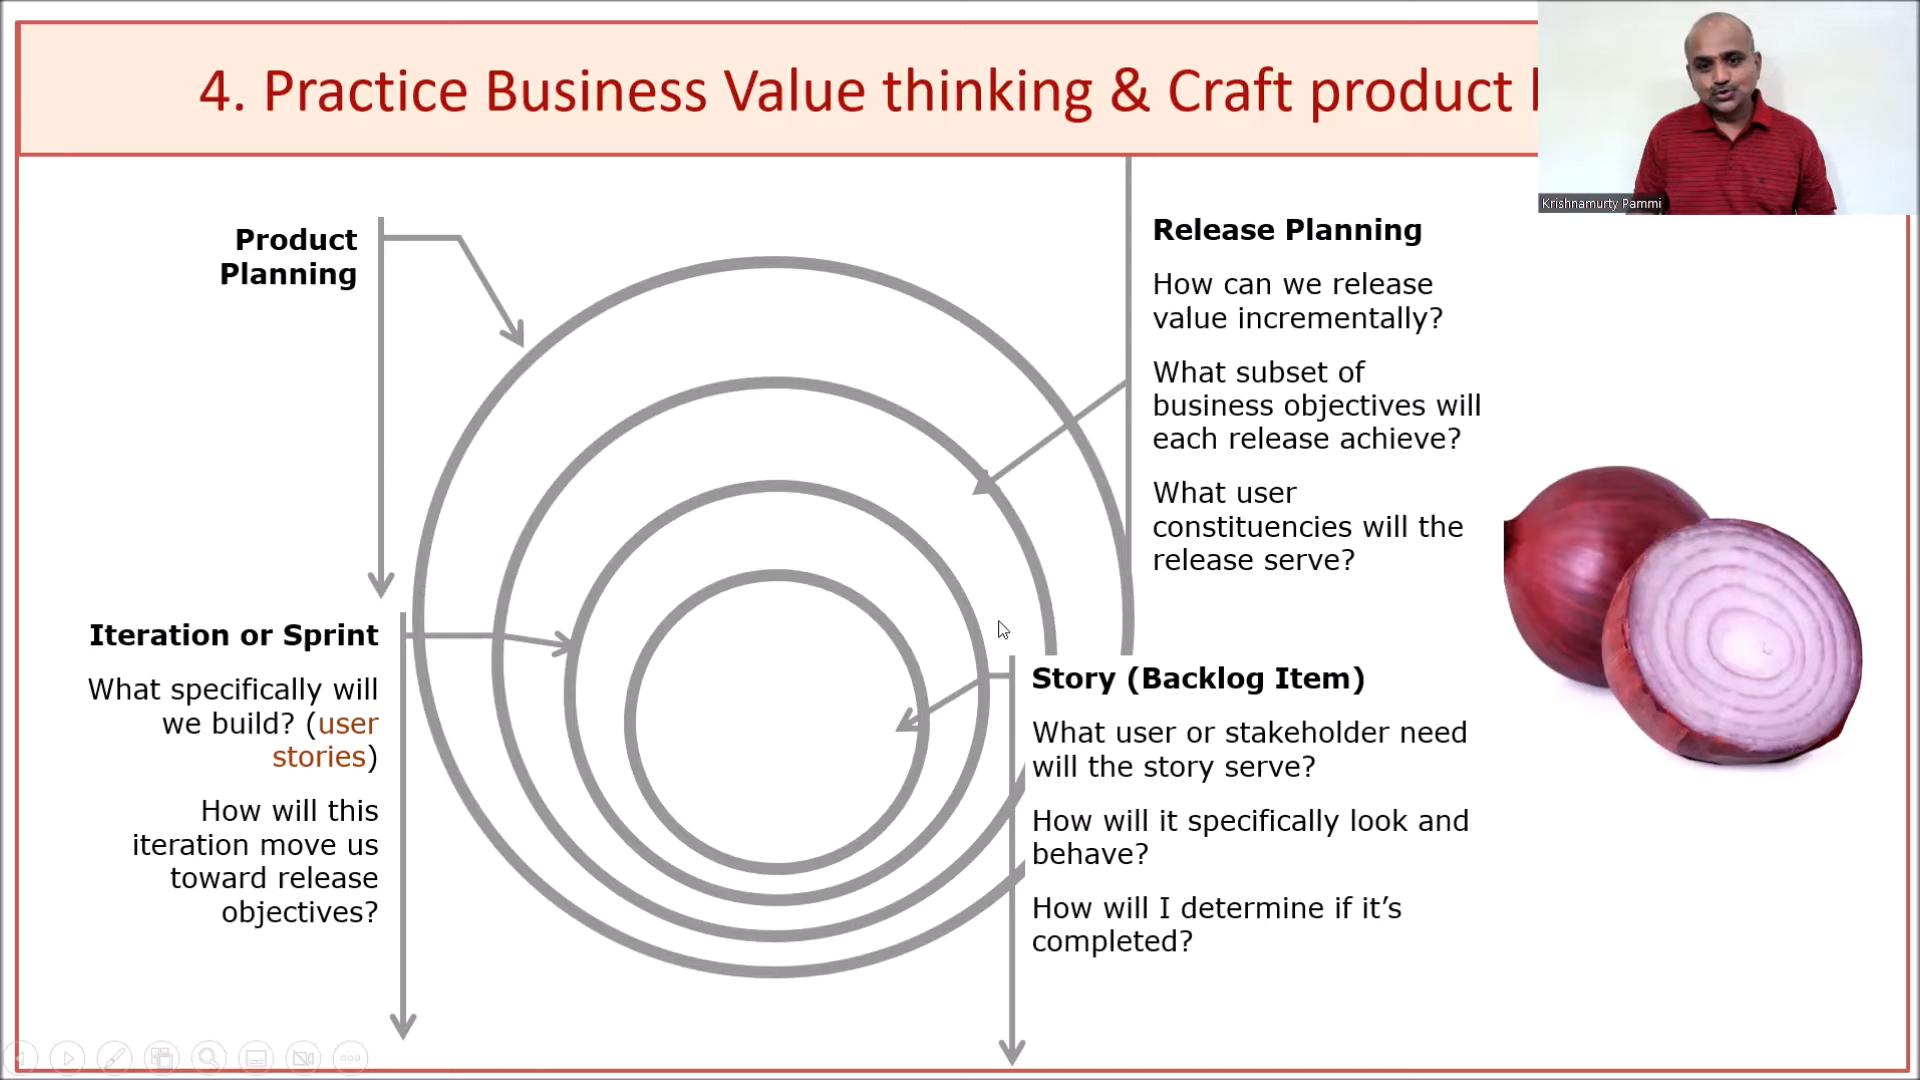 4. Practice Business Value thinking & Craft product
Krishnamurty Pammi
Product
Planning
Release Planning
How can we release
value incrementally?
What subset of
business objectives will
each release achieve?
What user
constituencies will the
release serve?
Iteration or Sprint
What specifically will
we build? (user
stories)
How will this
iteration move us
toward release
objectives?
Story (Backlog Item)
What user or stakeholder need
will the story serve?
How will it specifically look and
behave?
How will I determine if it’s
completed?